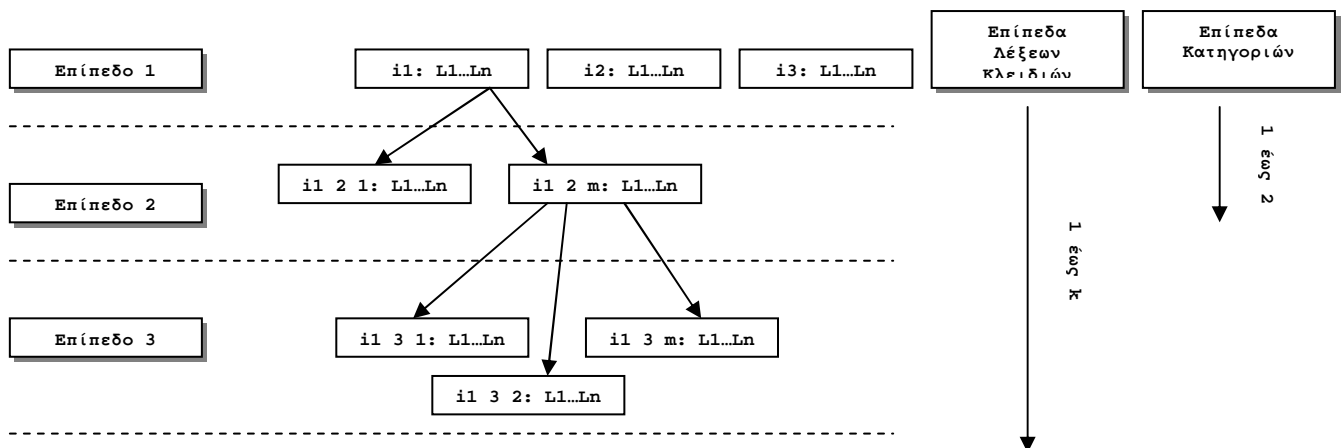 Επίπεδα
Λέξεων
Κλειδιών
Επίπεδα
Κατηγοριών
Επίπεδο 1
i1: L1…Ln
i2: L1…Ln
i3: L1…Ln
1 έως 2
Επίπεδο 2
i1 2 1: L1…Ln
i1 2 m: L1…Ln
1 έως k
Επίπεδο 3
i1 3 1: L1…Ln
i1 3 m: L1…Ln
i1 3 2: L1…Ln